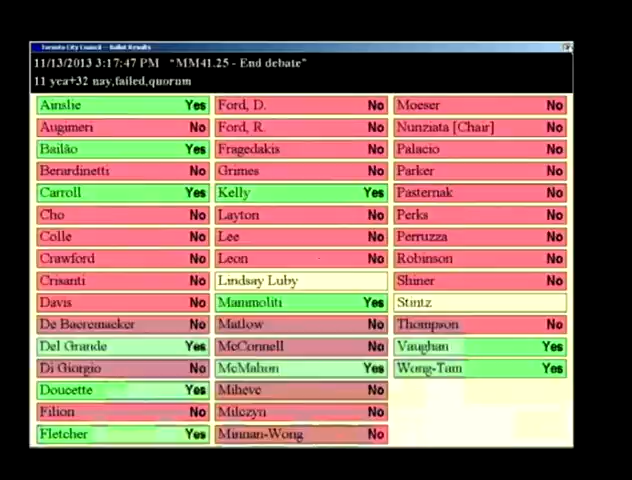 Toronto City Council -- Ballot Results
11/13/2013 3:17:47 PM "MM41.25 - End debate"
11 yea+32 nay,failed,quorum
Ainslie Yes Ford, D. No Moeser No
Augimeri No Ford, R. No Nunziata [Chair] No
Bailão Yes Fragedakis No Palacio No
Berardinetti No Grimes No Parker No
Carroll Yes Kelly Yes Pasternak No
Cho No Layton No Perks No
Colle No Lee No Perruzza No
Crawford No Leon No Robinson No
Crisanti No Lindsay Luby Shiner No
Davis No Mammoliti Yes Stintz
De Baeremaeker No Matlow No Thompson No
Del Grande Yes McConnell No Vaughan Yes
Di Giorgio No McMahon Yes Wong-Tam Yes
Doucette Yes Mihevc No
Filion No Milczyn No
Fletcher Yes Minnan-Wong No